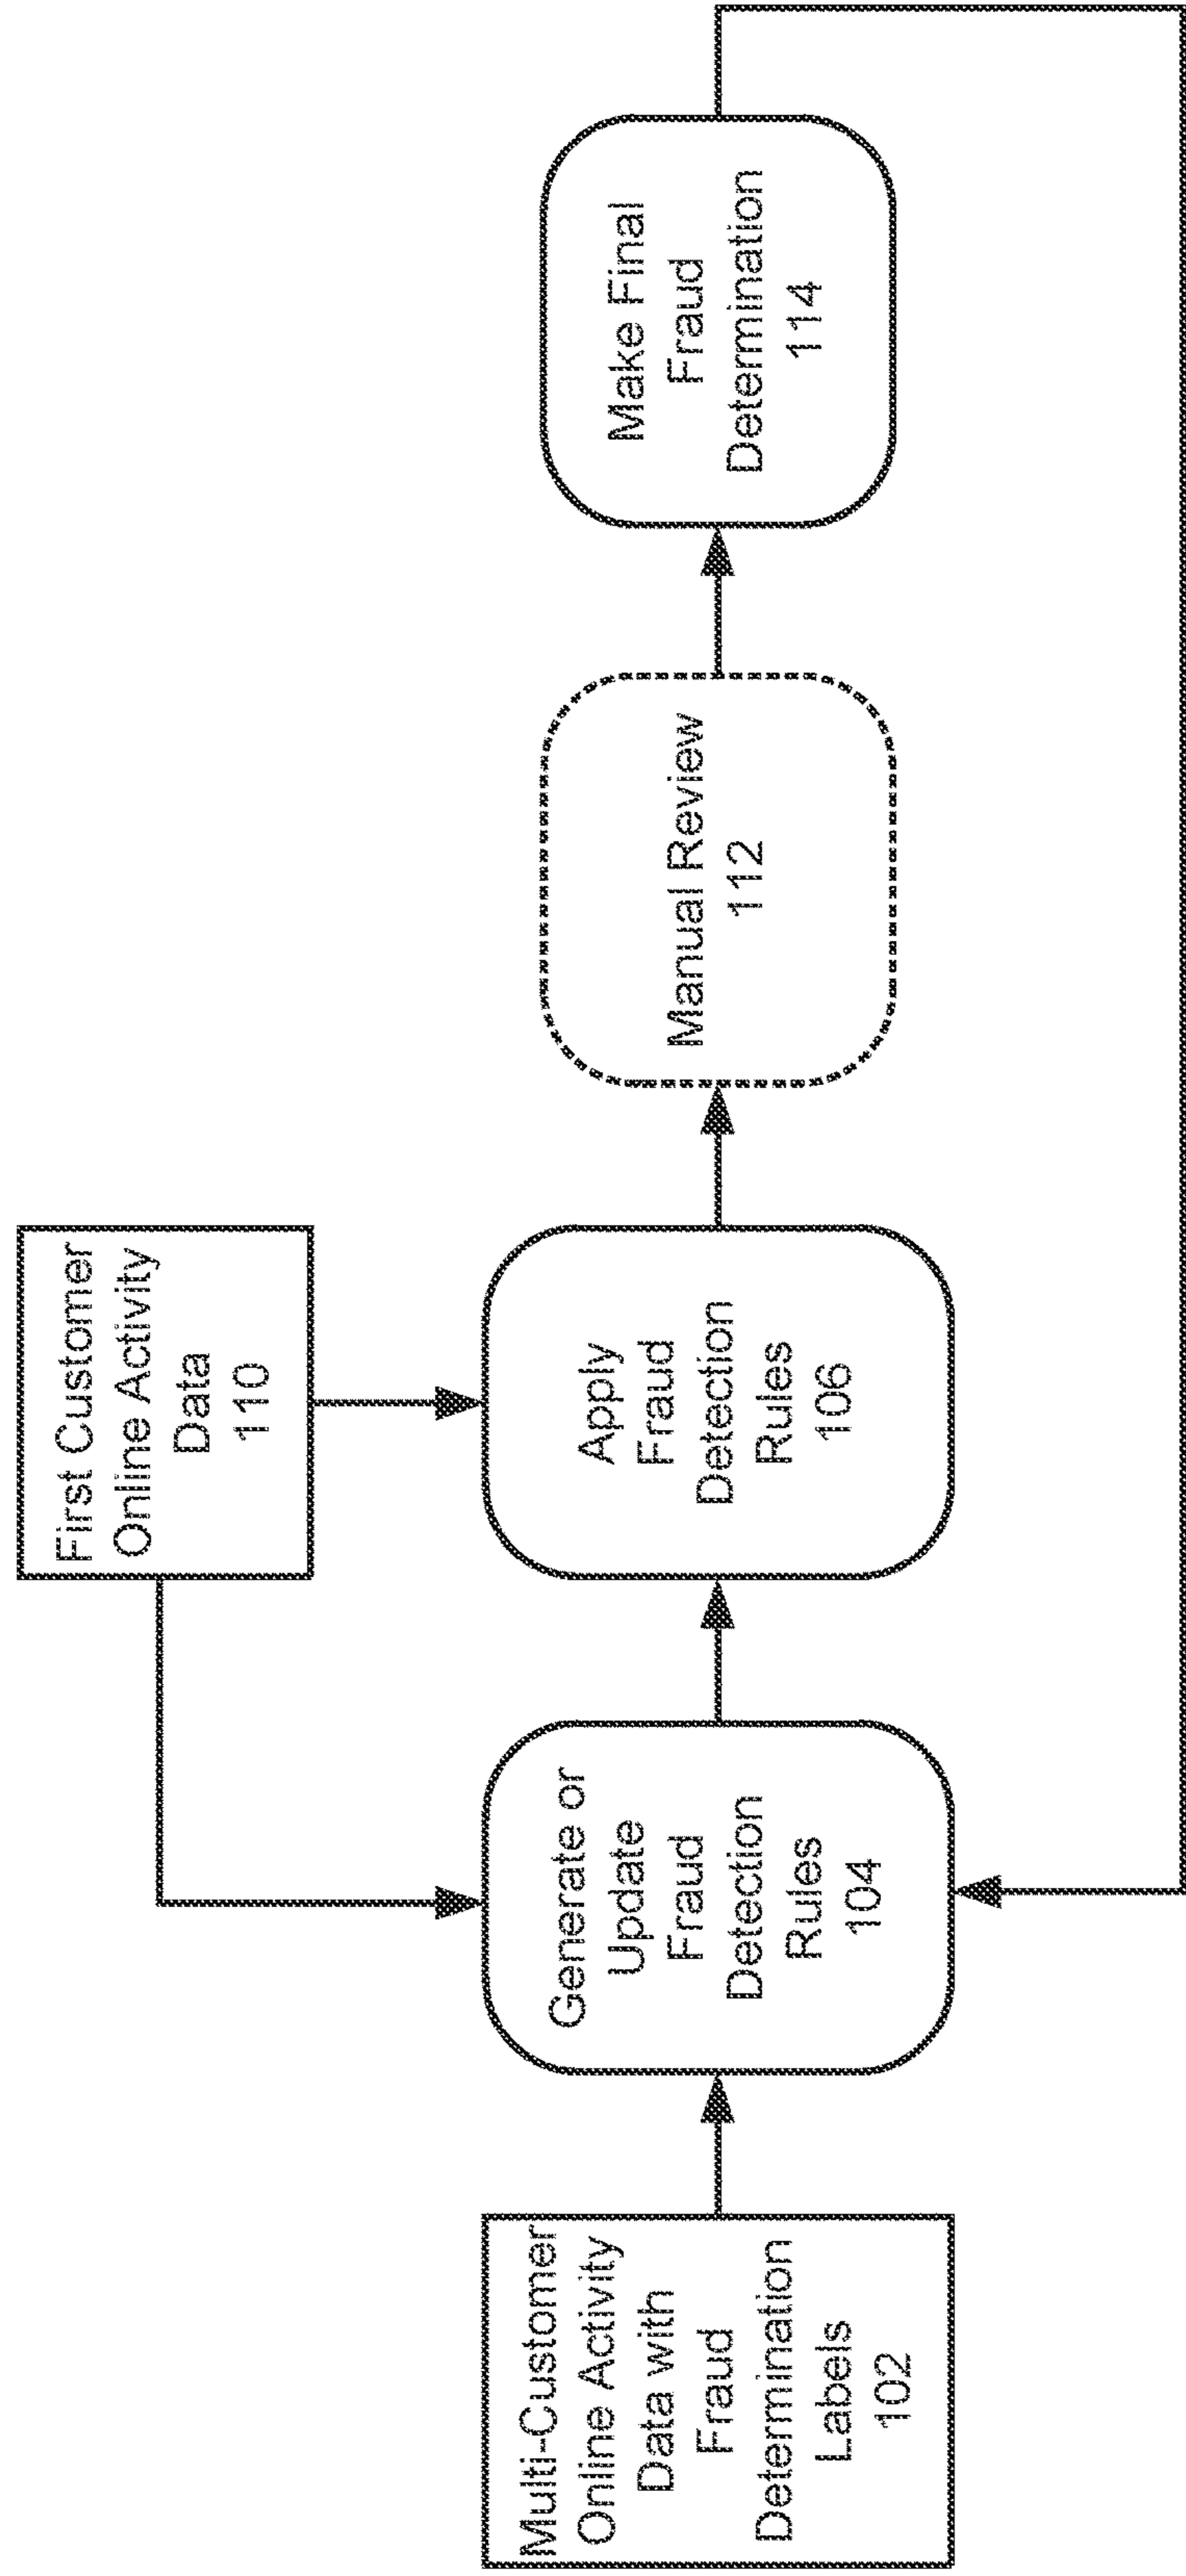 First Customer
Online Activity
Data
110
Multi-Customer
Online Activity
Data with
Fraud
Determination
Labels
102
Generate or
Update
Fraud
Detection
Rules
104
Apply
Fraud
Detection
Rules
106
Manual Review
112
Make Final
Fraud
Determination
114